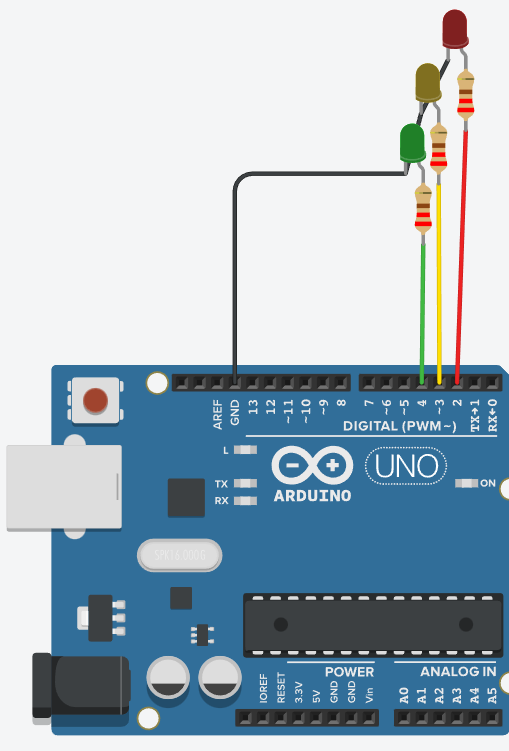 AREF
GND
13
12
~11
~10
~9
8
7
~6
~5
4
~3
2
TX→1
RX←0
DIGITAL (PWM~)
L
TX
RX
ARDUINO
UNO
ON
IOREF
RESET
3.3V
5V
GND
GND
Vin
POWER
ANALOG IN
A0
A1
A2
A3
A4
A5